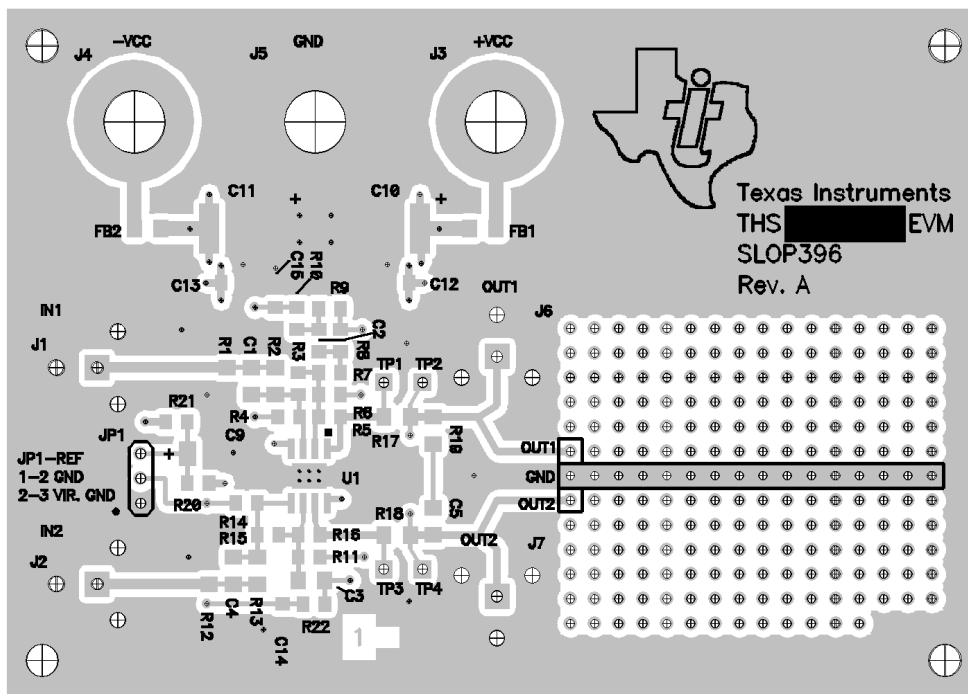 −VCC
GND
+VCC
J4
J5
J3
Texas Instruments
THS EVM
SLOP396
Rev. A
C11
C10
+
+
FB2
FB1
C13
C15
R10
C12
R9
OUT1
IN1
J6
C2
J1
R1
C1
R2
R3
R8
TP1
TP2
R7
R21
R4
R6
R5
R17
R19
JP1
C9
+
JP1−REF
1−2 GND
2−3 VIR. GND
OUT1
GND
OUT2
U1
R20
C5
R14
R18
R15
R16
OUT2
IN2
R11
J7
J2
TP3
TP4
C3
R12
C4
R13
+
C14
R22
1